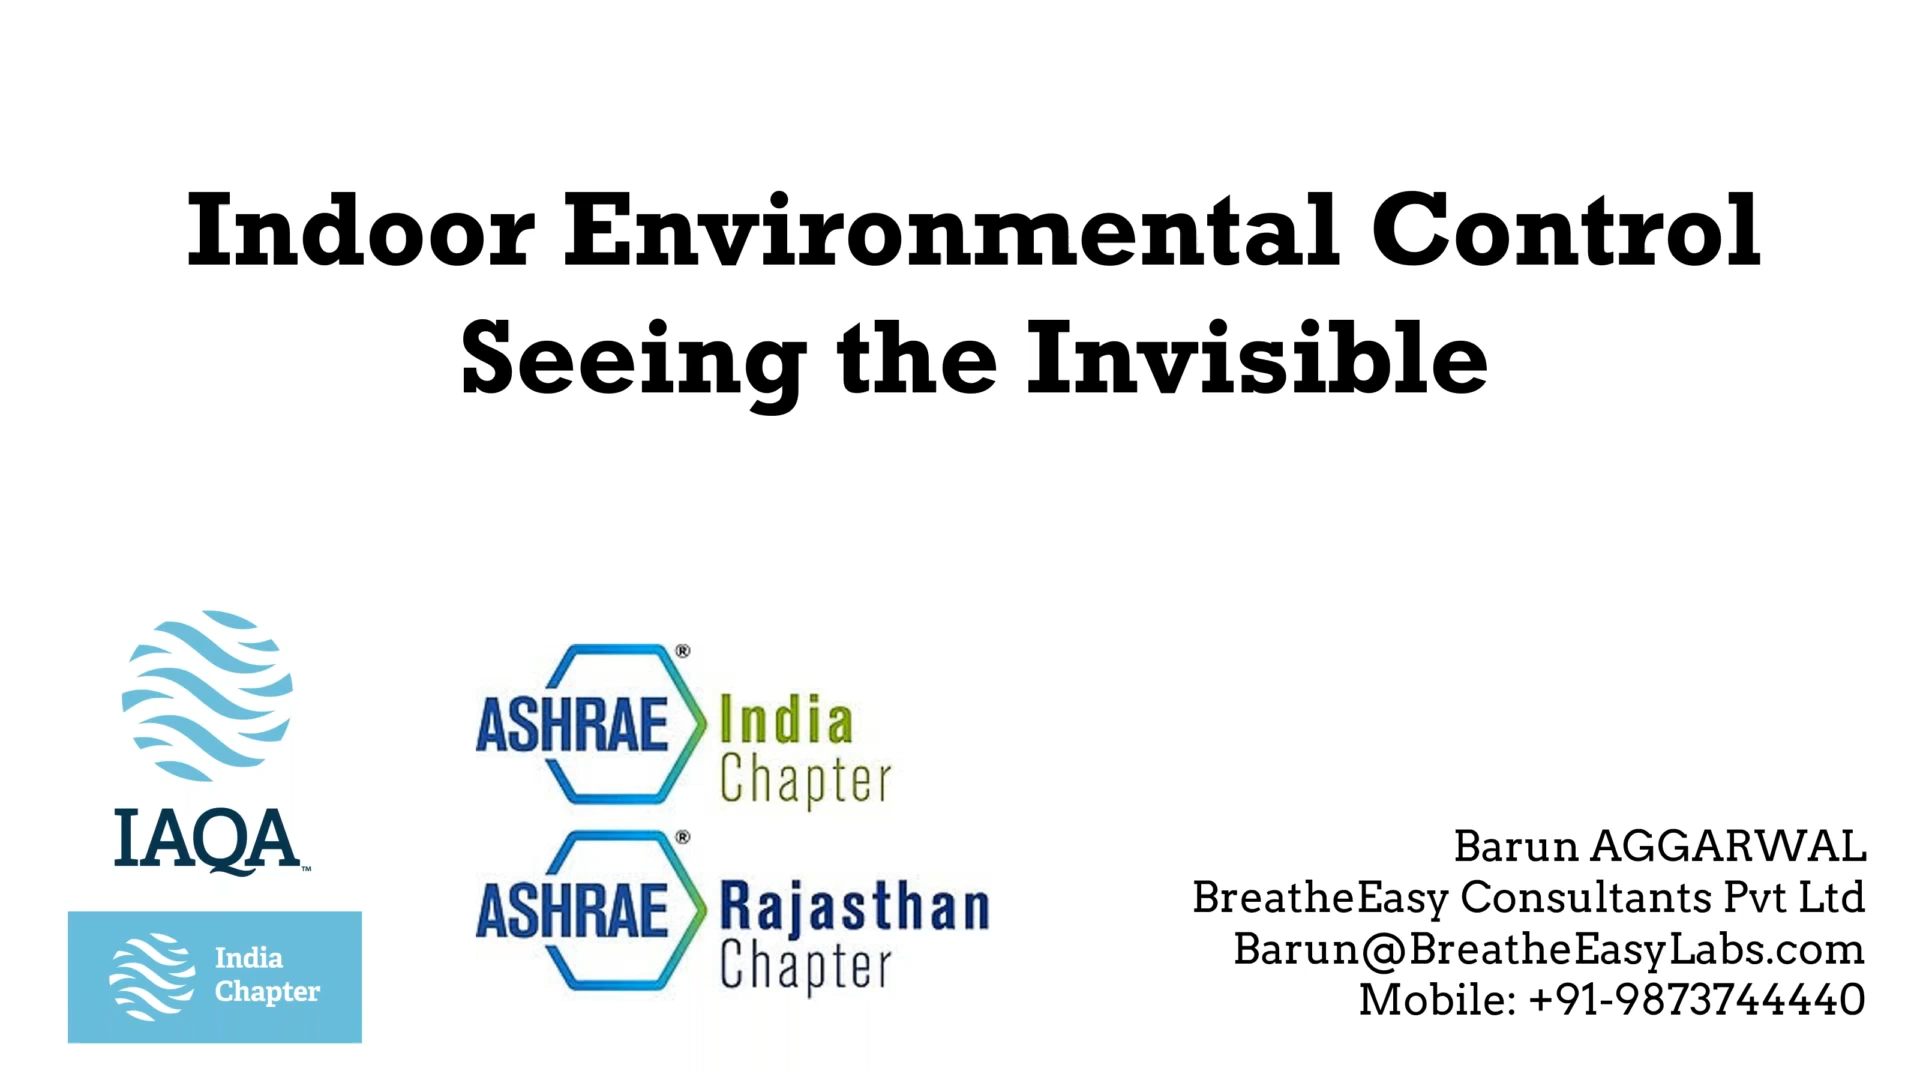 Indoor Environmental Control
Seeing the Invisible
IAQA™
India
Chapter
ASHRAE® India
Chapter
ASHRAE® Rajasthan
Chapter
Barun AGGARWAL
BreatheEasy Consultants Pvt Ltd
Barun@BreatheEasyLabs.com
Mobile: +91-9873744440